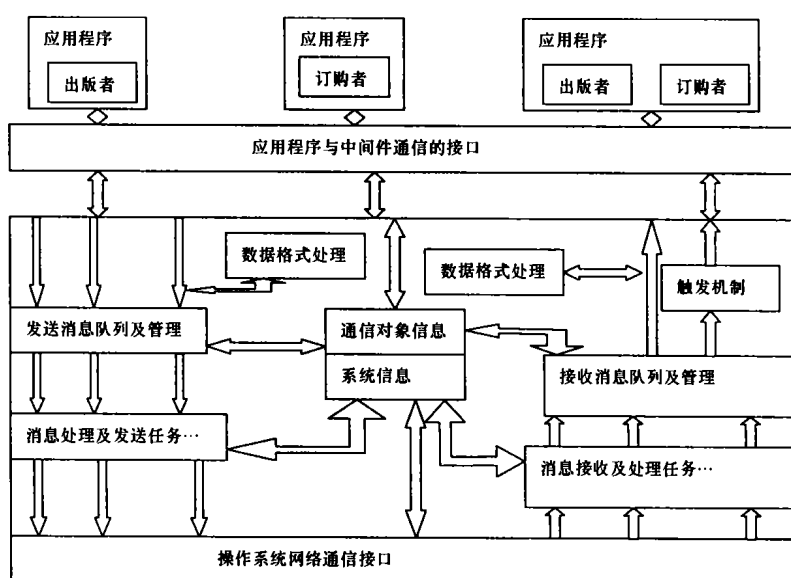 应用程序
出版者
应用程序
订购者
应用程序
出版者
订购者
应用程序与中间件通信的接口
数据格式处理
数据格式处理
触发机制
发送消息队列及管理
通信对象信息
系统信息
接收消息队列及管理
消息处理及发送任务…
消息接收及处理任务…
操作系统网络通信接口